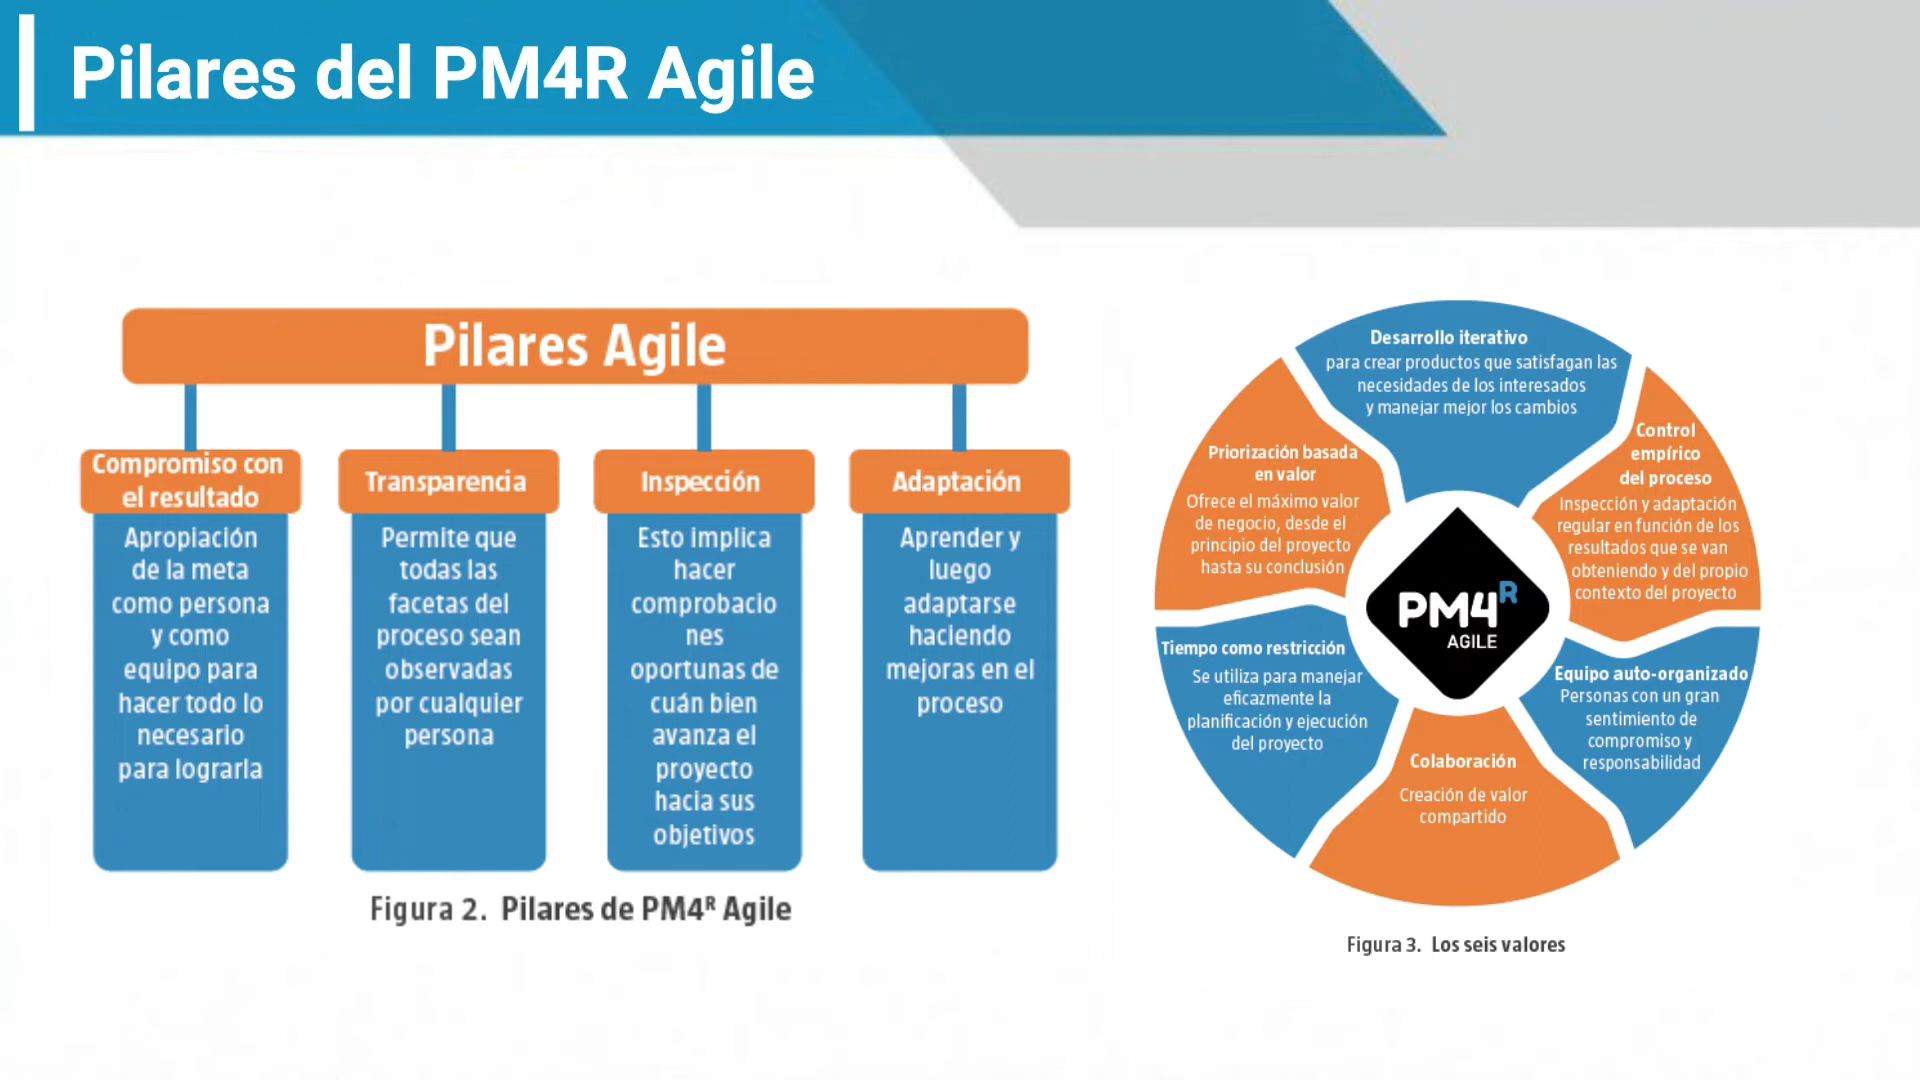 Pilares del PM4R Agile
Pilares Agile
Compromiso con
el resultado
Apropiación
de la meta
como persona
y como
equipo para
hacer todo lo
necesario
para lograrla
Transparencia
Permite que
todas las
facetas del
proceso sean
observadas
por cualquier
persona
Inspección
Esto implica
hacer
comprobacio
nes
oportunas de
cuán bien
avanza el
proyecto
hacia sus
objetivos
Adaptación
Aprender y
luego
adaptarse
haciendo
mejoras en el
proceso
Figura 2. Pilares de PM4ᴿ Agile
Desarrollo iterativo
para crear productos que satisfagan las
necesidades de los interesados
y manejar mejor los cambios
Control
empírico
del proceso
Inspección y adaptación
regular en función de los
resultados que se van
obteniendo y del propio
contexto del proyecto
Equipo auto-organizado
Personas con un gran
sentimiento de
compromiso y
responsabilidad
Colaboración
Creación de valor
compartido
Tiempo como restricción
Se utiliza para manejar
eficazmente la
planificación y ejecución
del proyecto
Priorización basada
en valor
Ofrece el máximo valor
de negocio, desde el
principio del proyecto
hasta su conclusión
PM4ᴿ
AGILE
Figura 3. Los seis valores